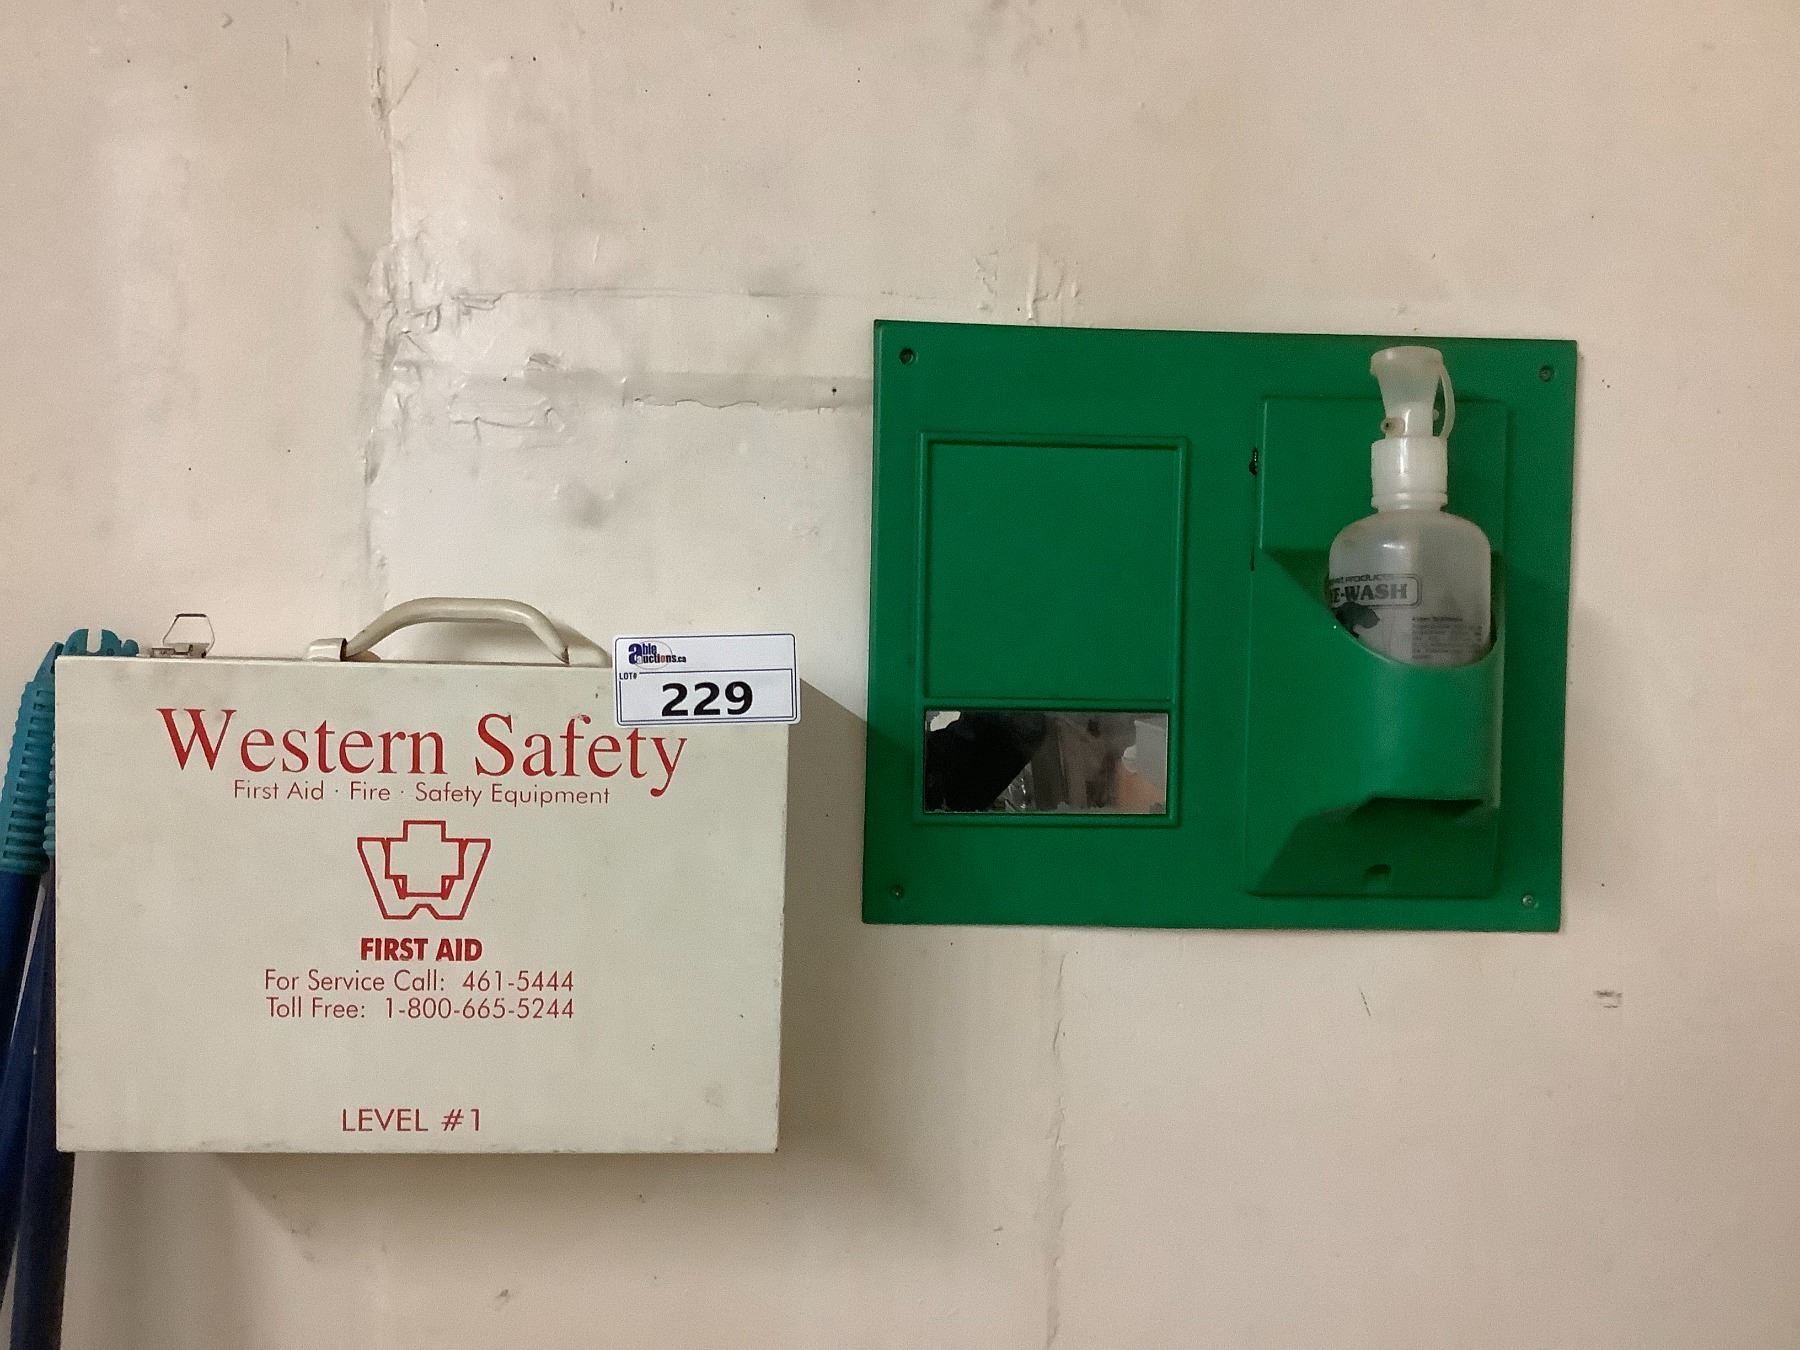 able
auctions.ca
LOT#
229
Western Safety
First Aid · Fire · Safety Equipment
FIRST AID
For Service Call: 461-5444
Toll Free: 1-800-665-5244
LEVEL #1
PRODUCTS
E-WASH